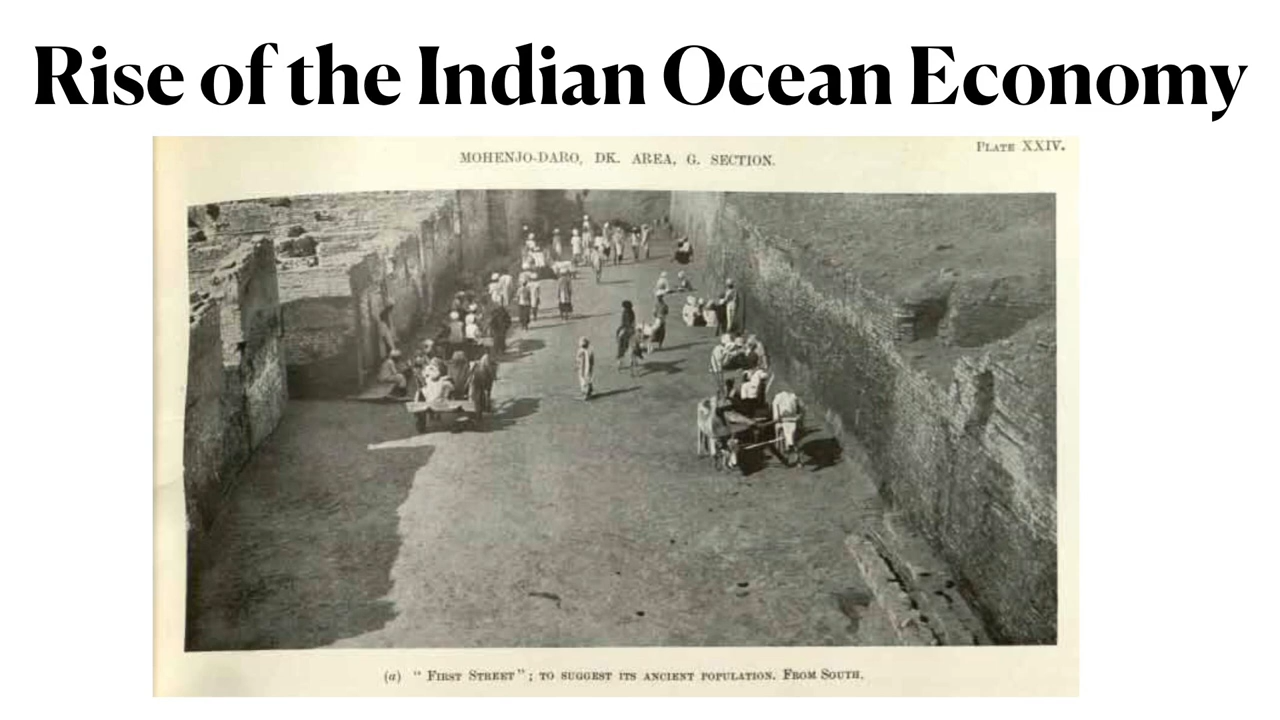 Rise of the Indian Ocean Economy
PLATE XXIV.
MOHENJO-DARO, DK. AREA, G. SECTION.
(a) "FIRST STREET"; TO SUGGEST ITS ANCIENT POPULATION. FROM SOUTH.